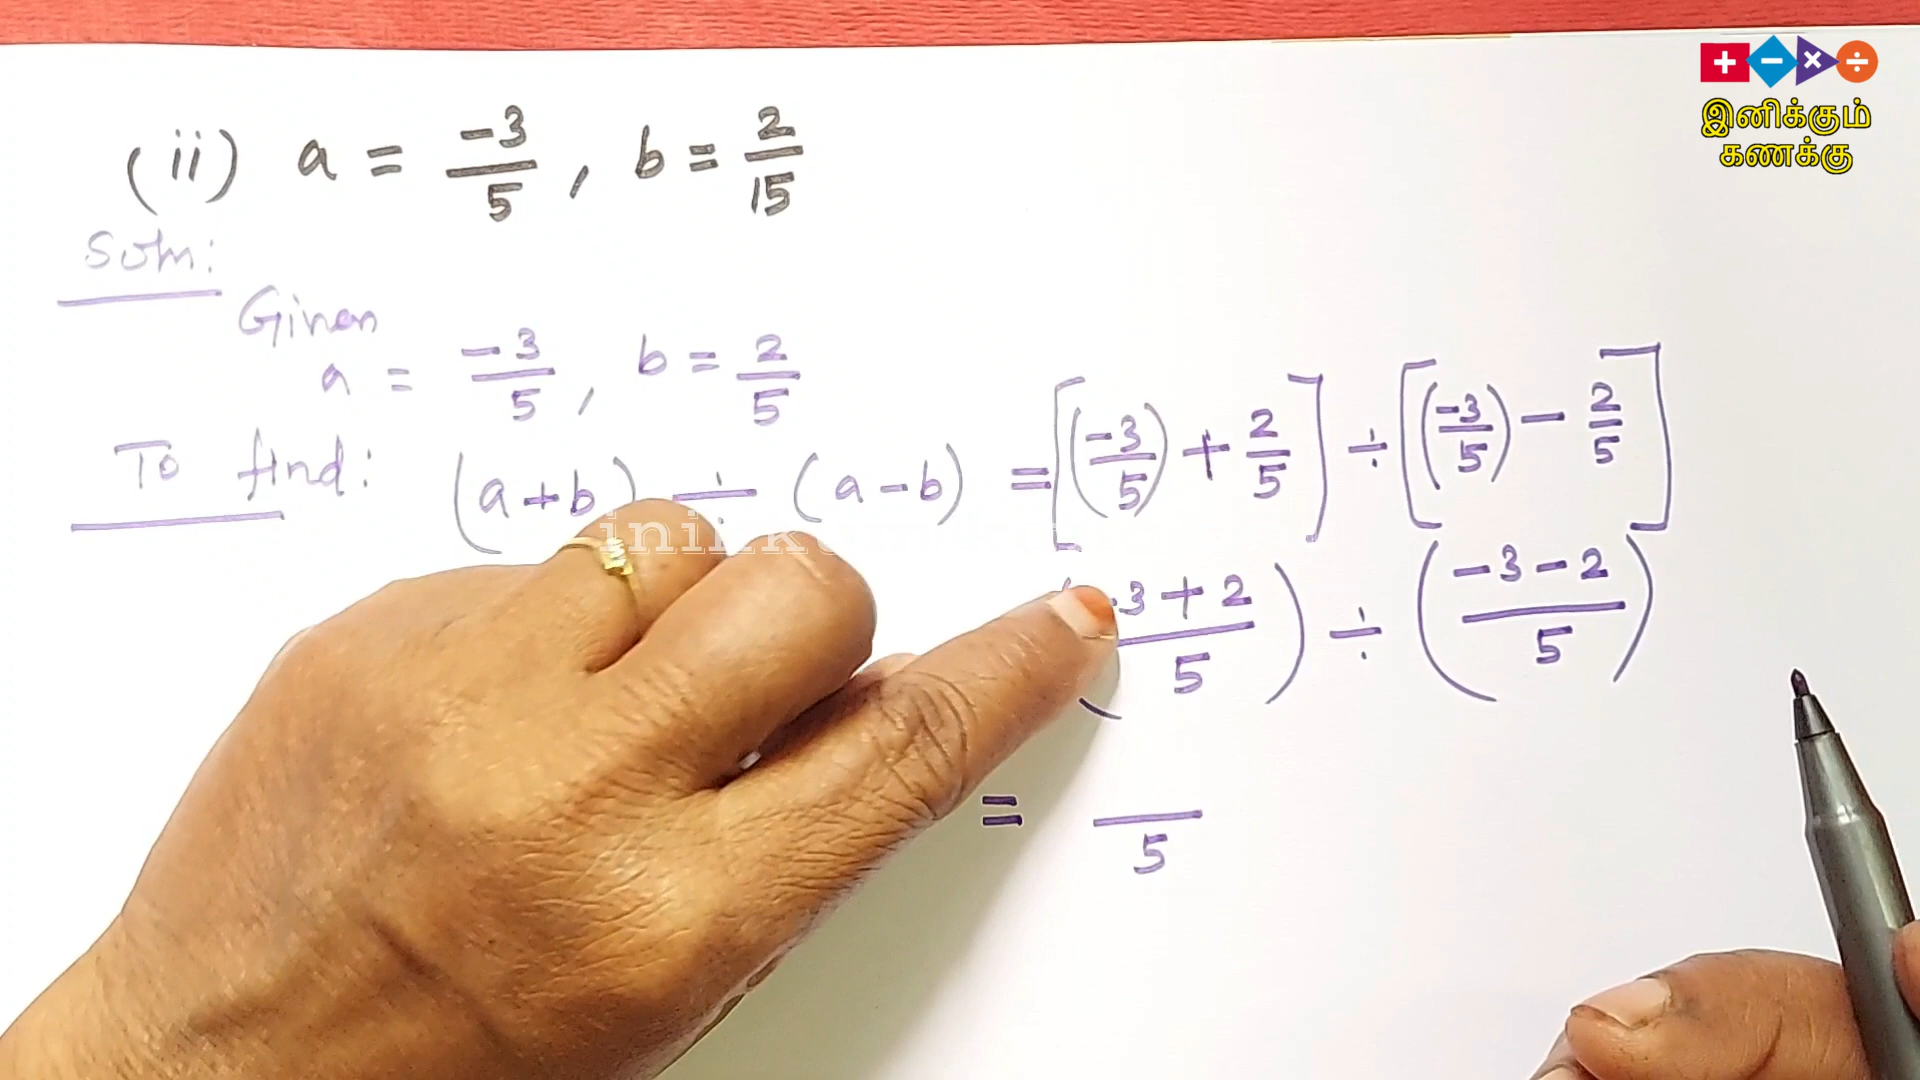 + − × ÷
இனிக்கும்
கணக்கு
(ii) a = -3/5 , b = 2/15
Soln:
Given
a = -3/5 , b = 2/5
To find: (a+b) ÷ (a-b) = [(-3/5) + 2/5] ÷ [(-3/5) - 2/5]
(-3+2/5) ÷ (-3-2/5)
= /5